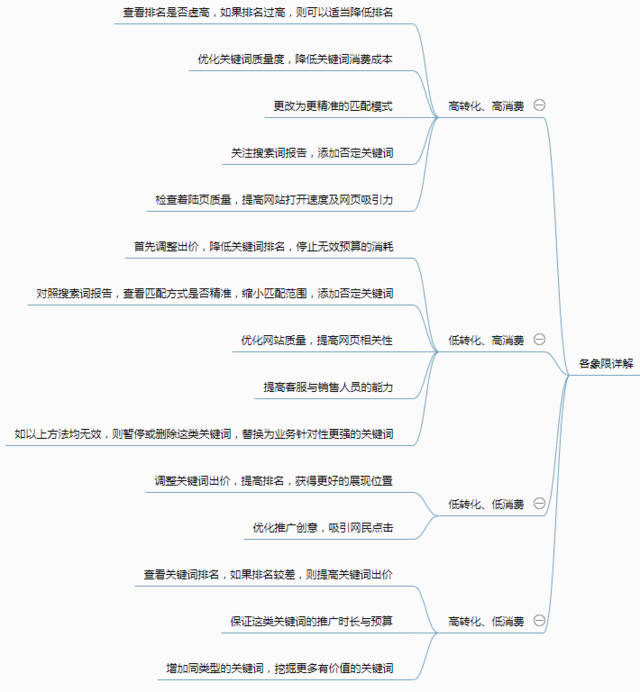 查看排名是否虚高，如果排名过高，则可以适当降低排名
优化关键词质量度，降低关键词消费成本
更改为更精准的匹配模式
高转化、高消费
关注搜索词报告，添加否定关键词
检查着陆页质量，提高网站打开速度及网页吸引力
首先调整出价，降低关键词排名，停止无效预算的消耗
对照搜索词报告，查看匹配方式是否精准，缩小匹配范围，添加否定关键词
优化网站质量，提高网页相关性
低转化、高消费
各象限详解
提高客服与销售人员的能力
如以上方法均无效，则暂停或删除这类关键词，替换为业务针对性更强的关键词
调整关键词出价，提高排名，获得更好的展现位置
低转化、低消费
优化推广创意，吸引网民点击
查看关键词排名，如果排名较差，则提高关键词出价
保证这类关键词的推广时长与预算
高转化、低消费
增加同类型的关键词，挖掘更多有价值的关键词